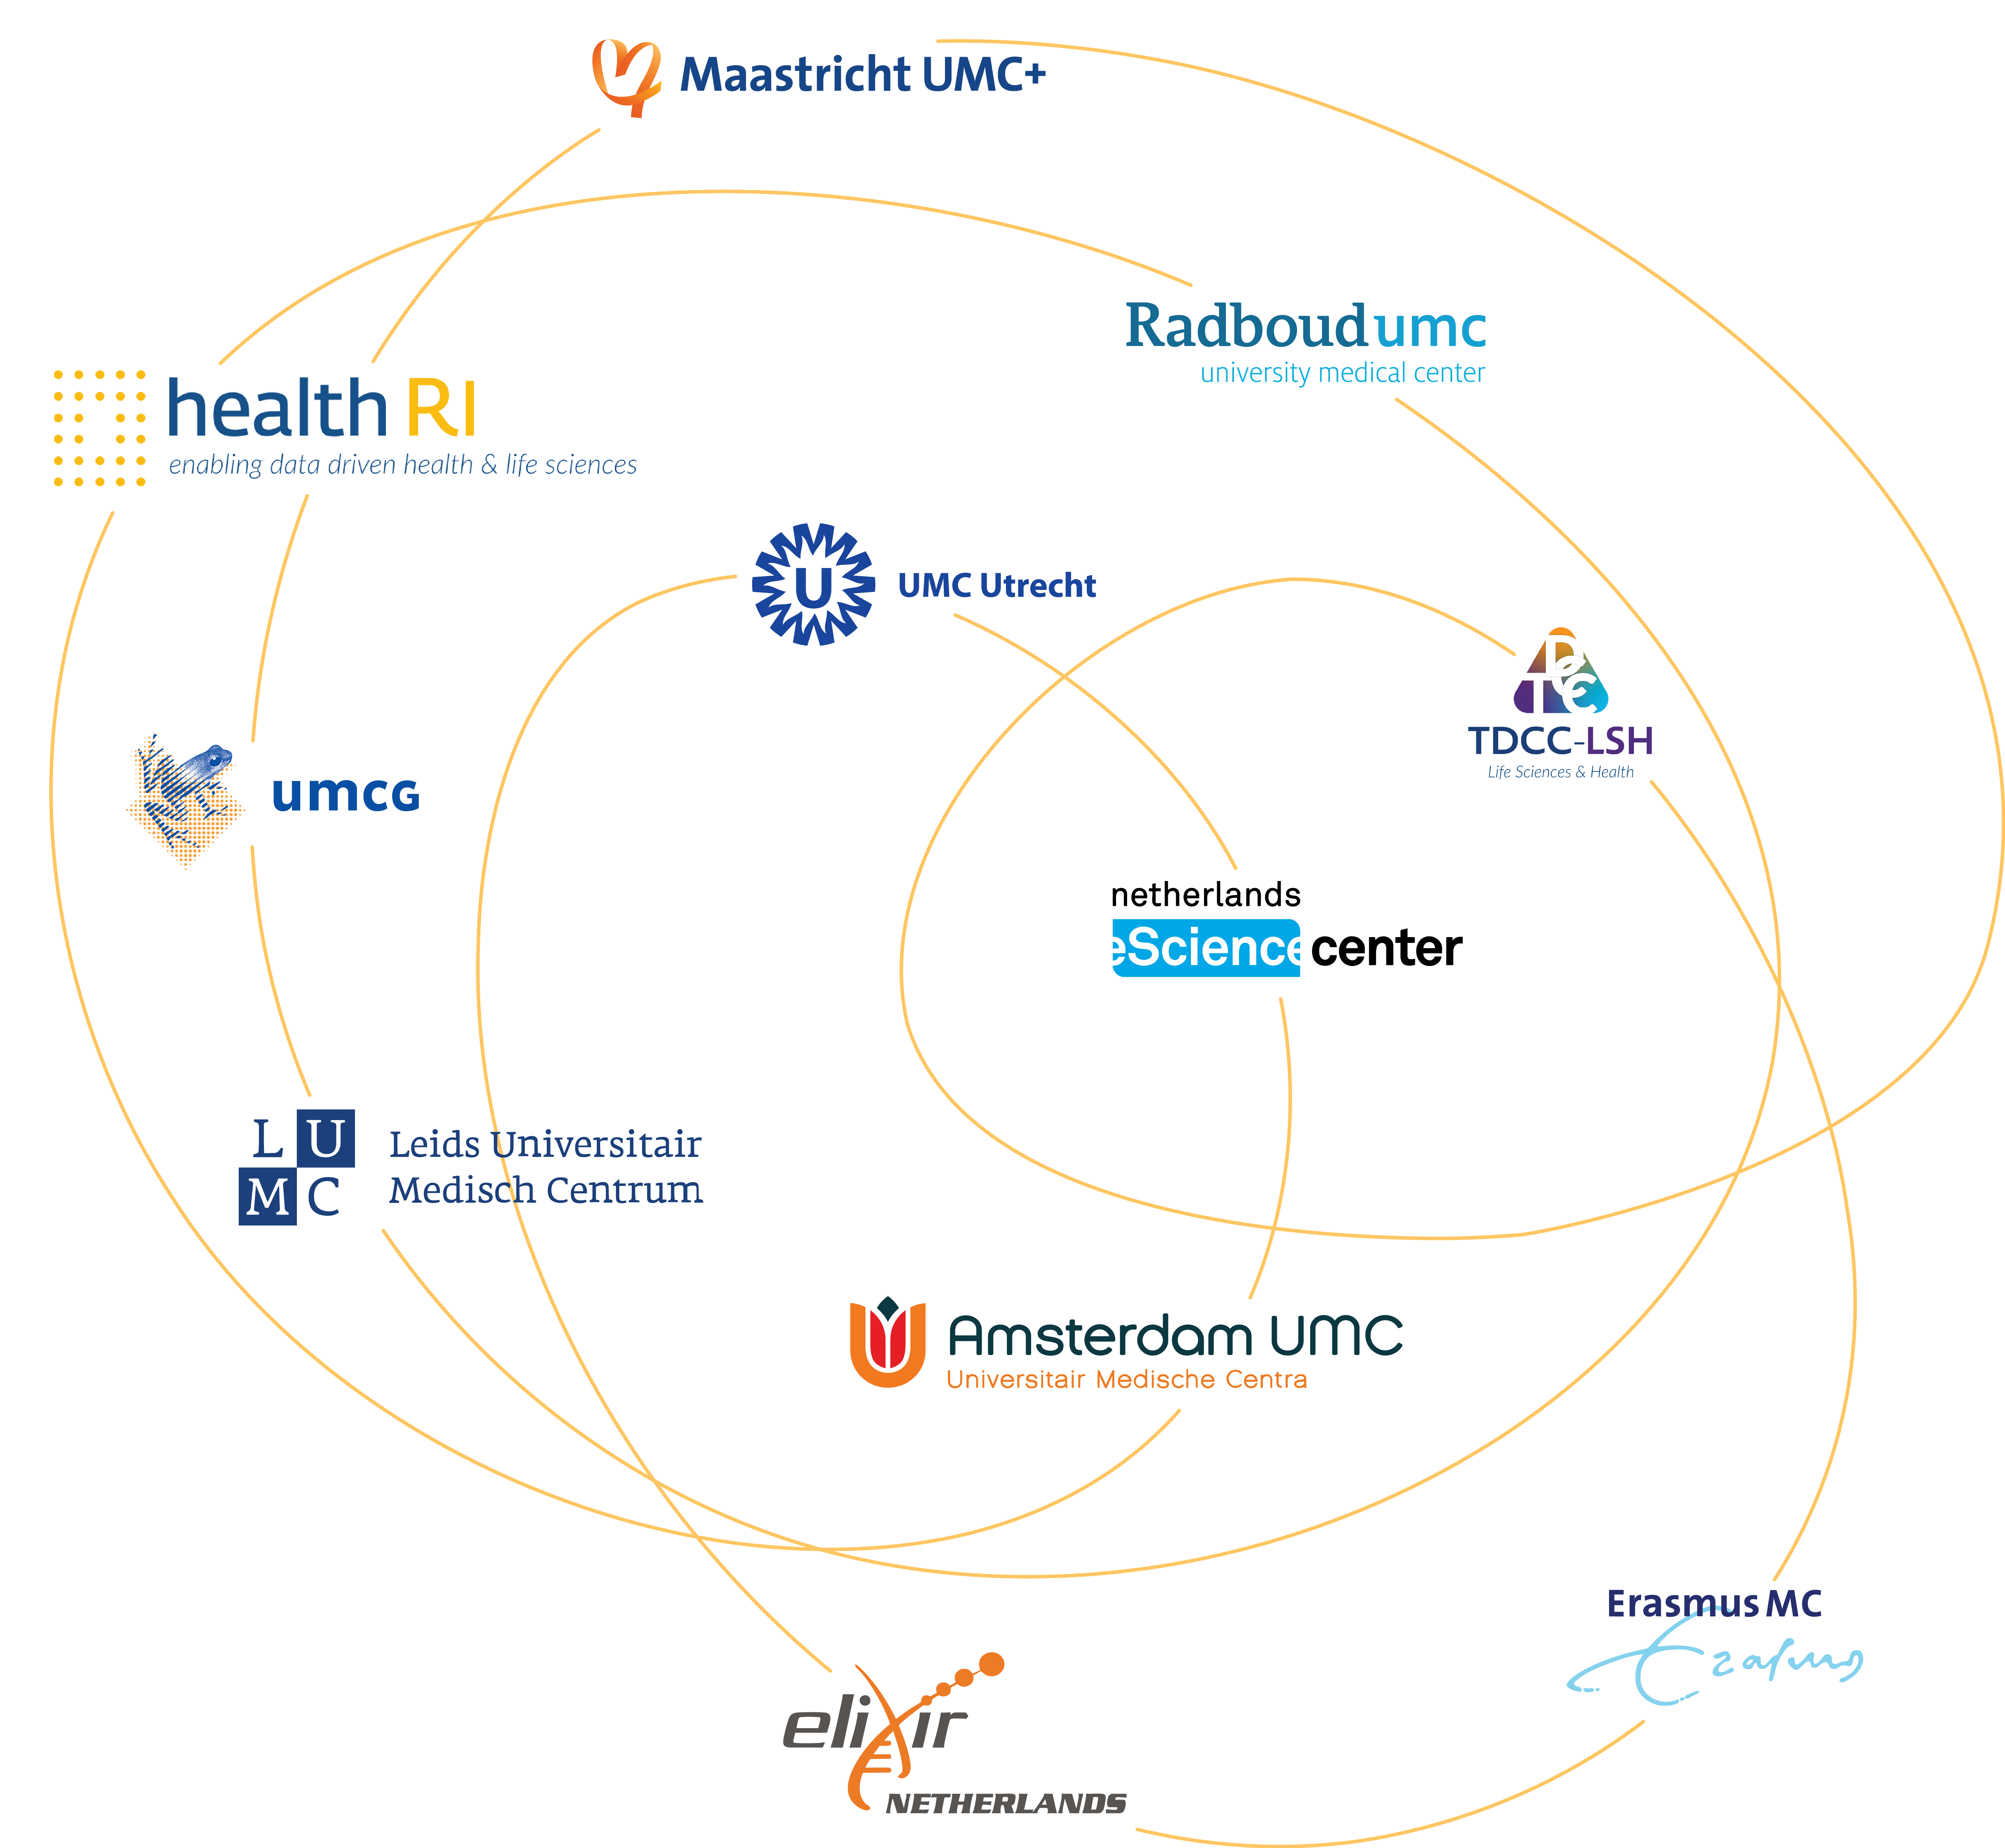 Maastricht UMC+
Radboudumc
university medical center
health RI
enabling data driven health & life sciences
U
UMC Utrecht
DCC
T
TDCC-LSH
Life Sciences & Health
umcg
netherlands
eScience center
L U
M C
Leids Universitair
Medisch Centrum
Amsterdam UMC
Universitair Medische Centra
Erasmus MC
Erasmus
elixir
NETHERLANDS